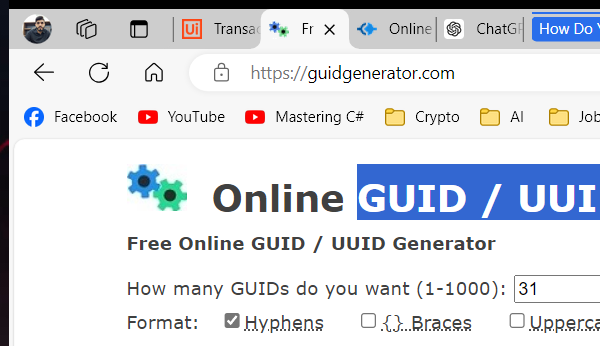 Ui Transac Fr Online ChatGP How Do Y
https://guidgenerator.com
Facebook YouTube Mastering C# Crypto AI Job
Online GUID / UUI
Free Online GUID / UUID Generator
How many GUIDs do you want (1-1000): 31
Format: Hyphens {} Braces Upperca